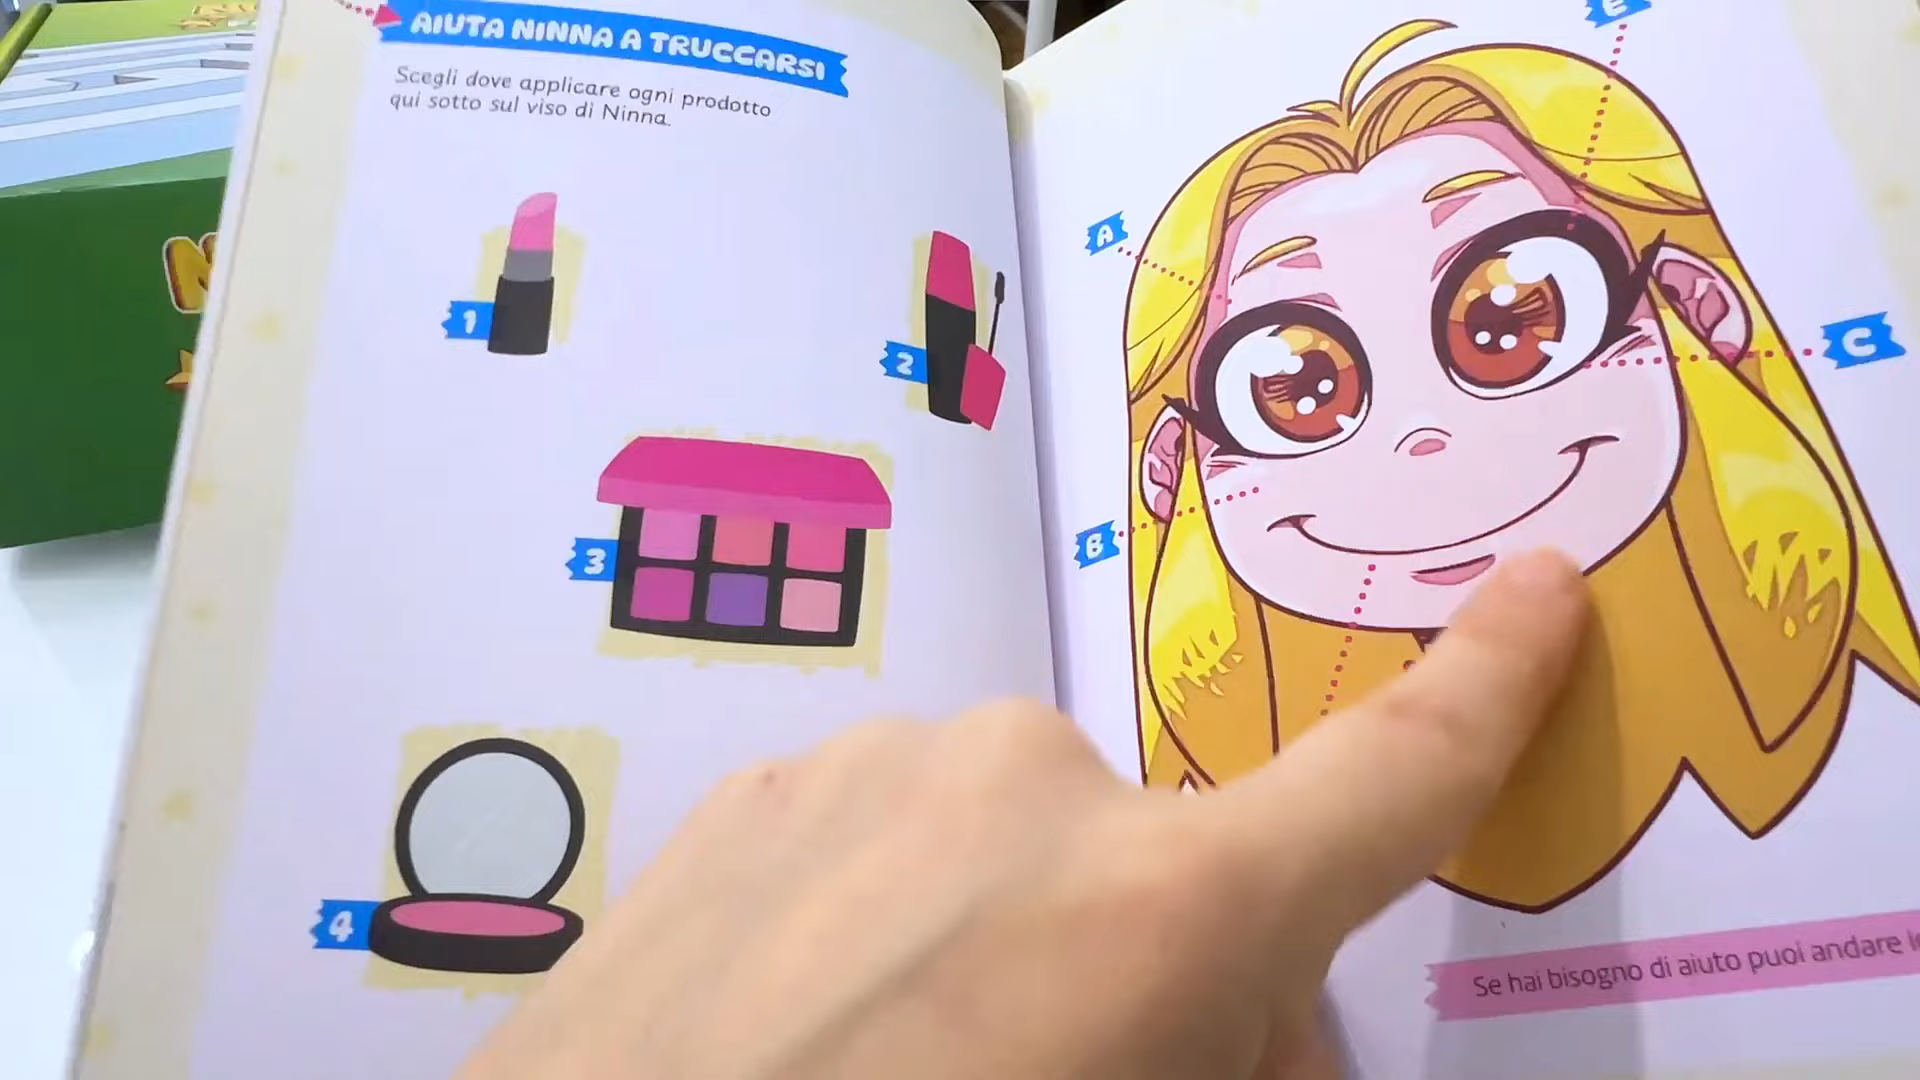 AIUTA NINNA A TRUCCARSI
Scegli dove applicare ogni prodotto
qui sotto sul viso di Ninna.
1
2
3
4
E
A
C
B
Se hai bisogno di aiuto puoi andare